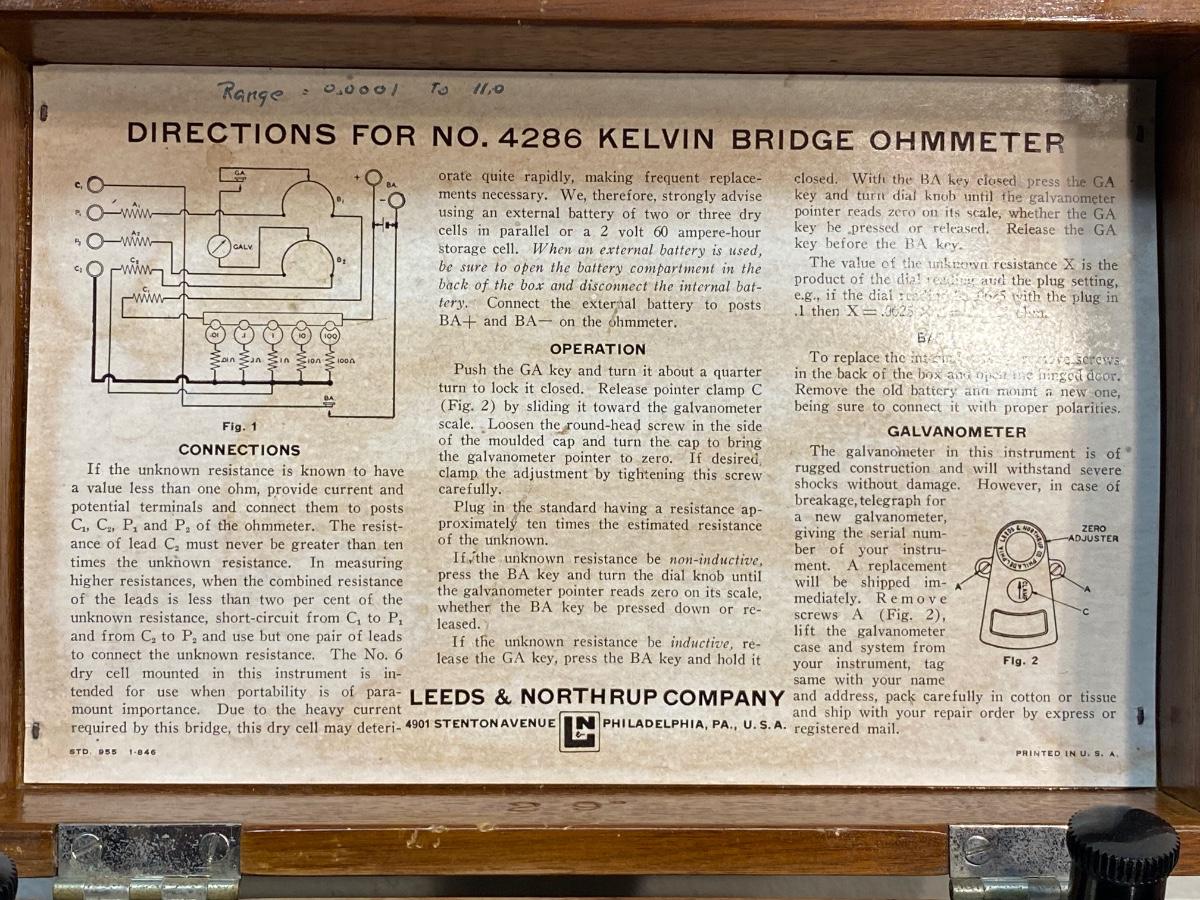 Range : 0.0001 To 11.0
DIRECTIONS FOR NO. 4286 KELVIN BRIDGE OHMMETER
C₁
P₁
P₂
C₂
A₁
A₂
C₂
C₁
GA
GALV.
B₁
B₂
+
BA
−
.01 .1 1 10 100
.01Ω .1Ω 1Ω 10Ω 100Ω
BA
Fig. 1
CONNECTIONS
If the unknown resistance is known to have
a value less than one ohm, provide current and
potential terminals and connect them to posts
C₁, C₂, P₁ and P₂ of the ohmmeter. The resist-
ance of lead C₂ must never be greater than ten
times the unknown resistance. In measuring
higher resistances, when the combined resistance
of the leads is less than two per cent of the
unknown resistance, short-circuit from C₁ to P₁
and from C₂ to P₂ and use but one pair of leads
to connect the unknown resistance. The No. 6
dry cell mounted in this instrument is in-
tended for use when portability is of para-
mount importance. Due to the heavy current
required by this bridge, this dry cell may deteri-
STD. 955 1-846
orate quite rapidly, making frequent replace-
ments necessary. We, therefore, strongly advise
using an external battery of two or three dry
cells in parallel or a 2 volt 60 ampere-hour
storage cell. When an external battery is used,
be sure to open the battery compartment in the
back of the box and disconnect the internal bat-
tery. Connect the external battery to posts
BA+ and BA− on the ohmmeter.
OPERATION
Push the GA key and turn it about a quarter
turn to lock it closed. Release pointer clamp C
(Fig. 2) by sliding it toward the galvanometer
scale. Loosen the round-head screw in the side
of the moulded cap and turn the cap to bring
the galvanometer pointer to zero. If desired,
clamp the adjustment by tightening this screw
carefully.
Plug in the standard having a resistance ap-
proximately ten times the estimated resistance
of the unknown.
If the unknown resistance be non-inductive,
press the BA key and turn the dial knob until
the galvanometer pointer reads zero on its scale,
whether the BA key be pressed down or re-
leased.
If the unknown resistance be inductive, re-
lease the GA key, press the BA key and hold it
LEEDS & NORTHRUP COMPANY
4901 STENTON AVENUE L&N PHILADELPHIA, PA., U. S. A.
closed. With the BA key closed press the GA
key and turn dial knob until the galvanometer
pointer reads zero on its scale, whether the GA
key be pressed or released. Release the GA
key before the BA key.
The value of the unknown resistance X is the
product of the dial reading and the plug setting,
e.g., if the dial .0625 with the plug in
.1 then X = .0625 × ohm.
To replace the screws
in the back of the box and open the hinged door.
Remove the old battery and mount a new one,
being sure to connect it with proper polarities.
GALVANOMETER
The galvanometer in this instrument is of
rugged construction and will withstand severe
shocks without damage. However, in case of
breakage, telegraph for
a new galvanometer,
giving the serial num-
ber of your instru-
ment. A replacement
will be shipped im-
mediately. Remove
screws A (Fig. 2),
lift the galvanometer
case and system from
your instrument, tag
same with your name
and address, pack carefully in cotton or tissue
and ship with your repair order by express or
registered mail.
LEEDS & NORTHRUP CO. PHILADELPHIA
ZERO
ADJUSTER
A
A
C
Fig. 2
PRINTED IN U. S. A.